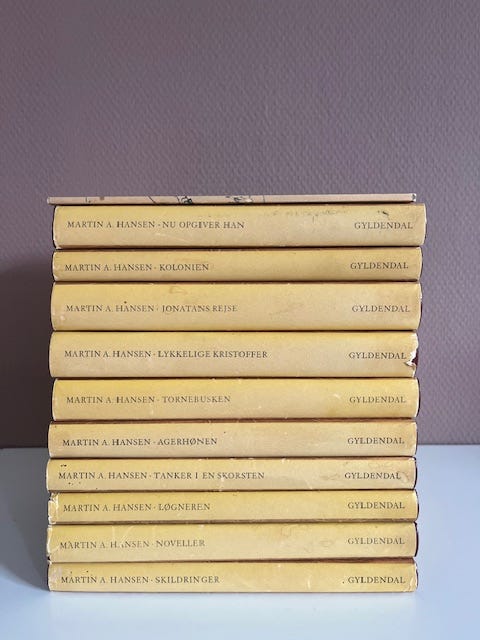 MARTIN A. HANSEN · NU OPGIVER HAN GYLDENDAL
MARTIN A. HANSEN · KOLONIEN GYLDENDAL
MARTIN A. HANSEN · JONATANS REJSE GYLDENDAL
MARTIN A. HANSEN · LYKKELIGE KRISTOFFER GYLDENDAL
MARTIN A. HANSEN · TORNEBUSKEN GYLDENDAL
MARTIN A. HANSEN · AGERHØNEN GYLDENDAL
MARTIN A. HANSEN · TANKER I EN SKORSTEN GYLDENDAL
MARTIN A. HANSEN · LØGNEREN GYLDENDAL
MARTIN A. HANSEN · NOVELLER GYLDENDAL
MARTIN A. HANSEN · SKILDRINGER GYLDENDAL